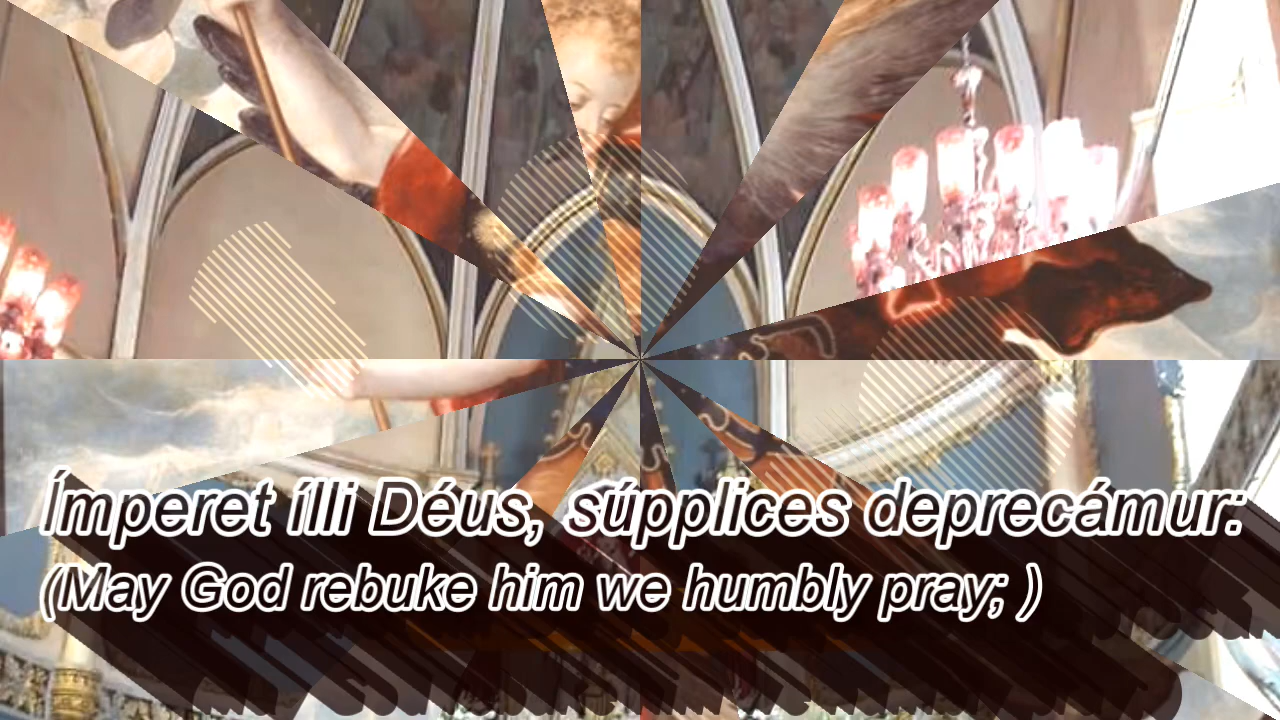 Ímperet ílli Déus, súpplices deprecámur:
(May God rebuke him we humbly pray; )